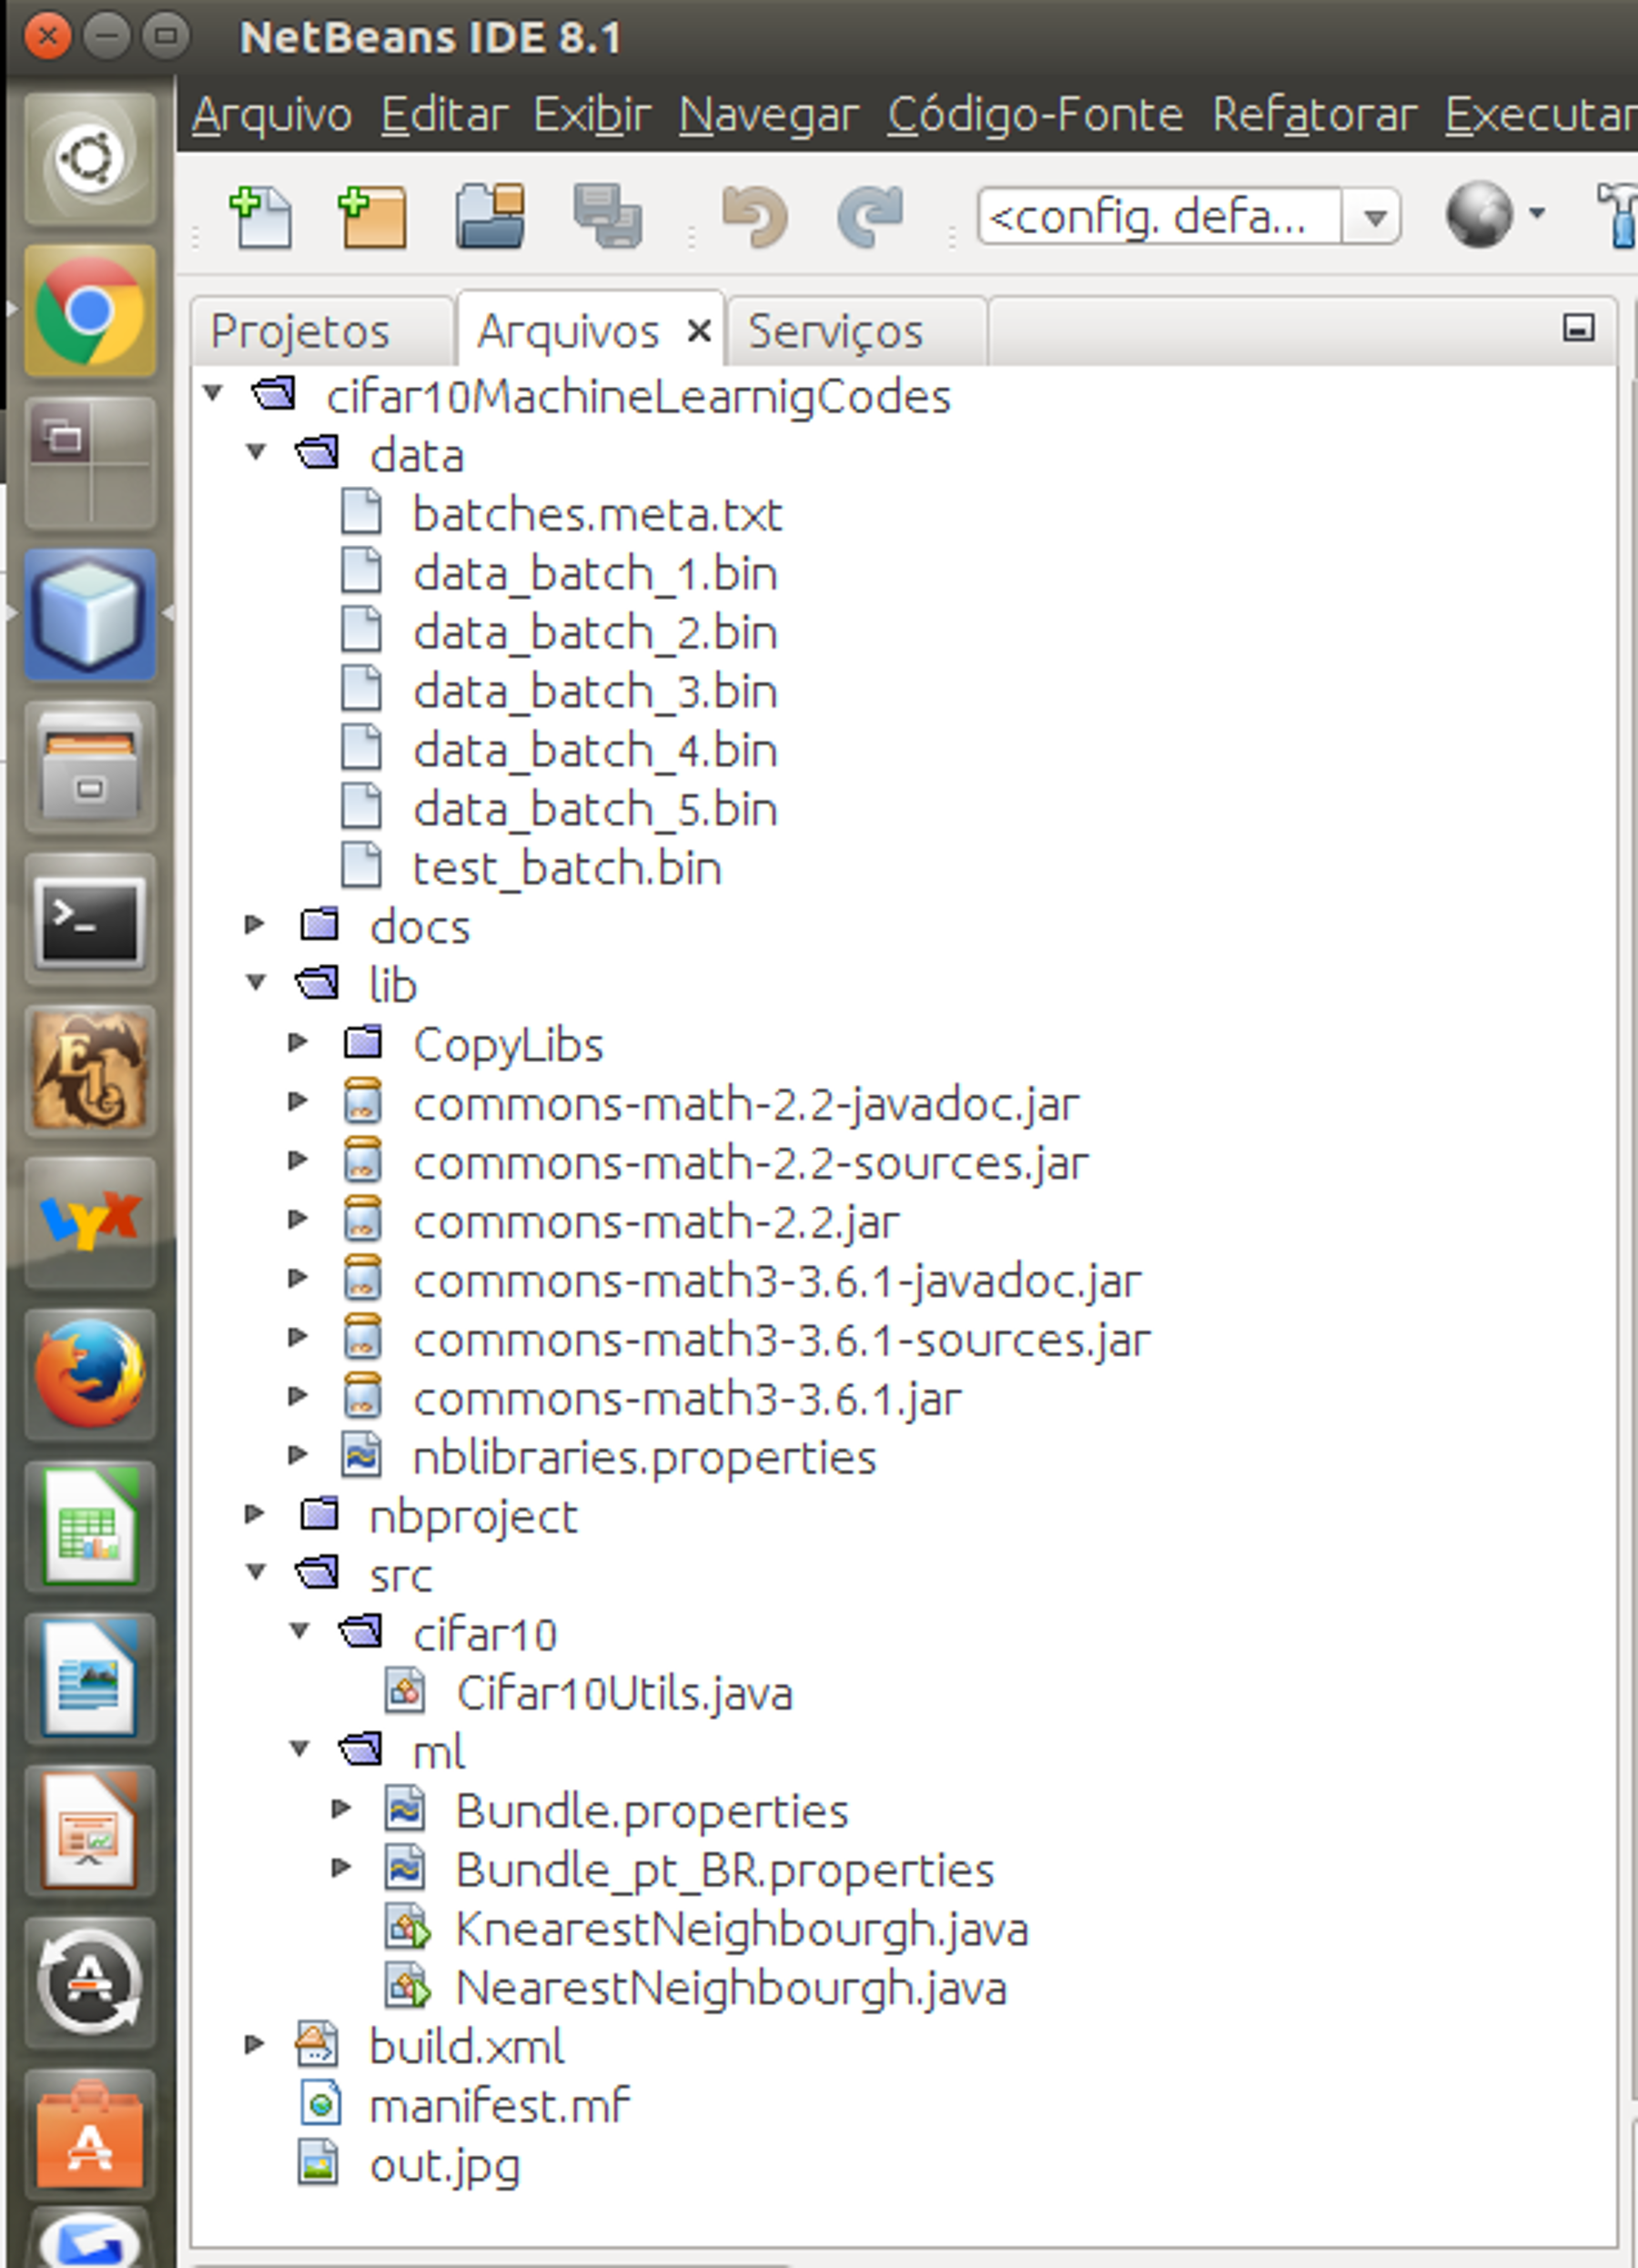 NetBeans IDE 8.1
Arquivo Editar Exibir Navegar Código-Fonte Refatorar Executar
<config. defa...
Projetos Arquivos Serviços
cifar10MachineLearnigCodes
data
batches.meta.txt
data_batch_1.bin
data_batch_2.bin
data_batch_3.bin
data_batch_4.bin
data_batch_5.bin
test_batch.bin
docs
lib
CopyLibs
commons-math-2.2-javadoc.jar
commons-math-2.2-sources.jar
commons-math-2.2.jar
commons-math3-3.6.1-javadoc.jar
commons-math3-3.6.1-sources.jar
commons-math3-3.6.1.jar
nblibraries.properties
nbproject
src
cifar10
Cifar10Utils.java
ml
Bundle.properties
Bundle_pt_BR.properties
KnearestNeighbourgh.java
NearestNeighbourgh.java
build.xml
manifest.mf
out.jpg
LYX